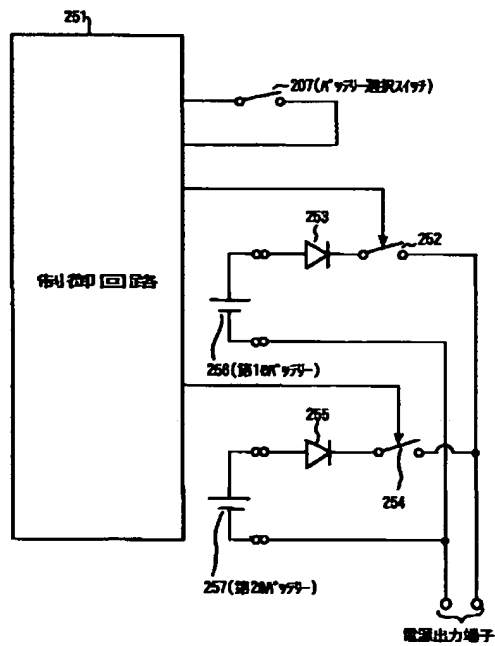 251
207(バッテリー選択スイッチ)
253
252
制御回路
256(第1のバッテリー)
255
254
257(第2のバッテリー)
電源出力端子